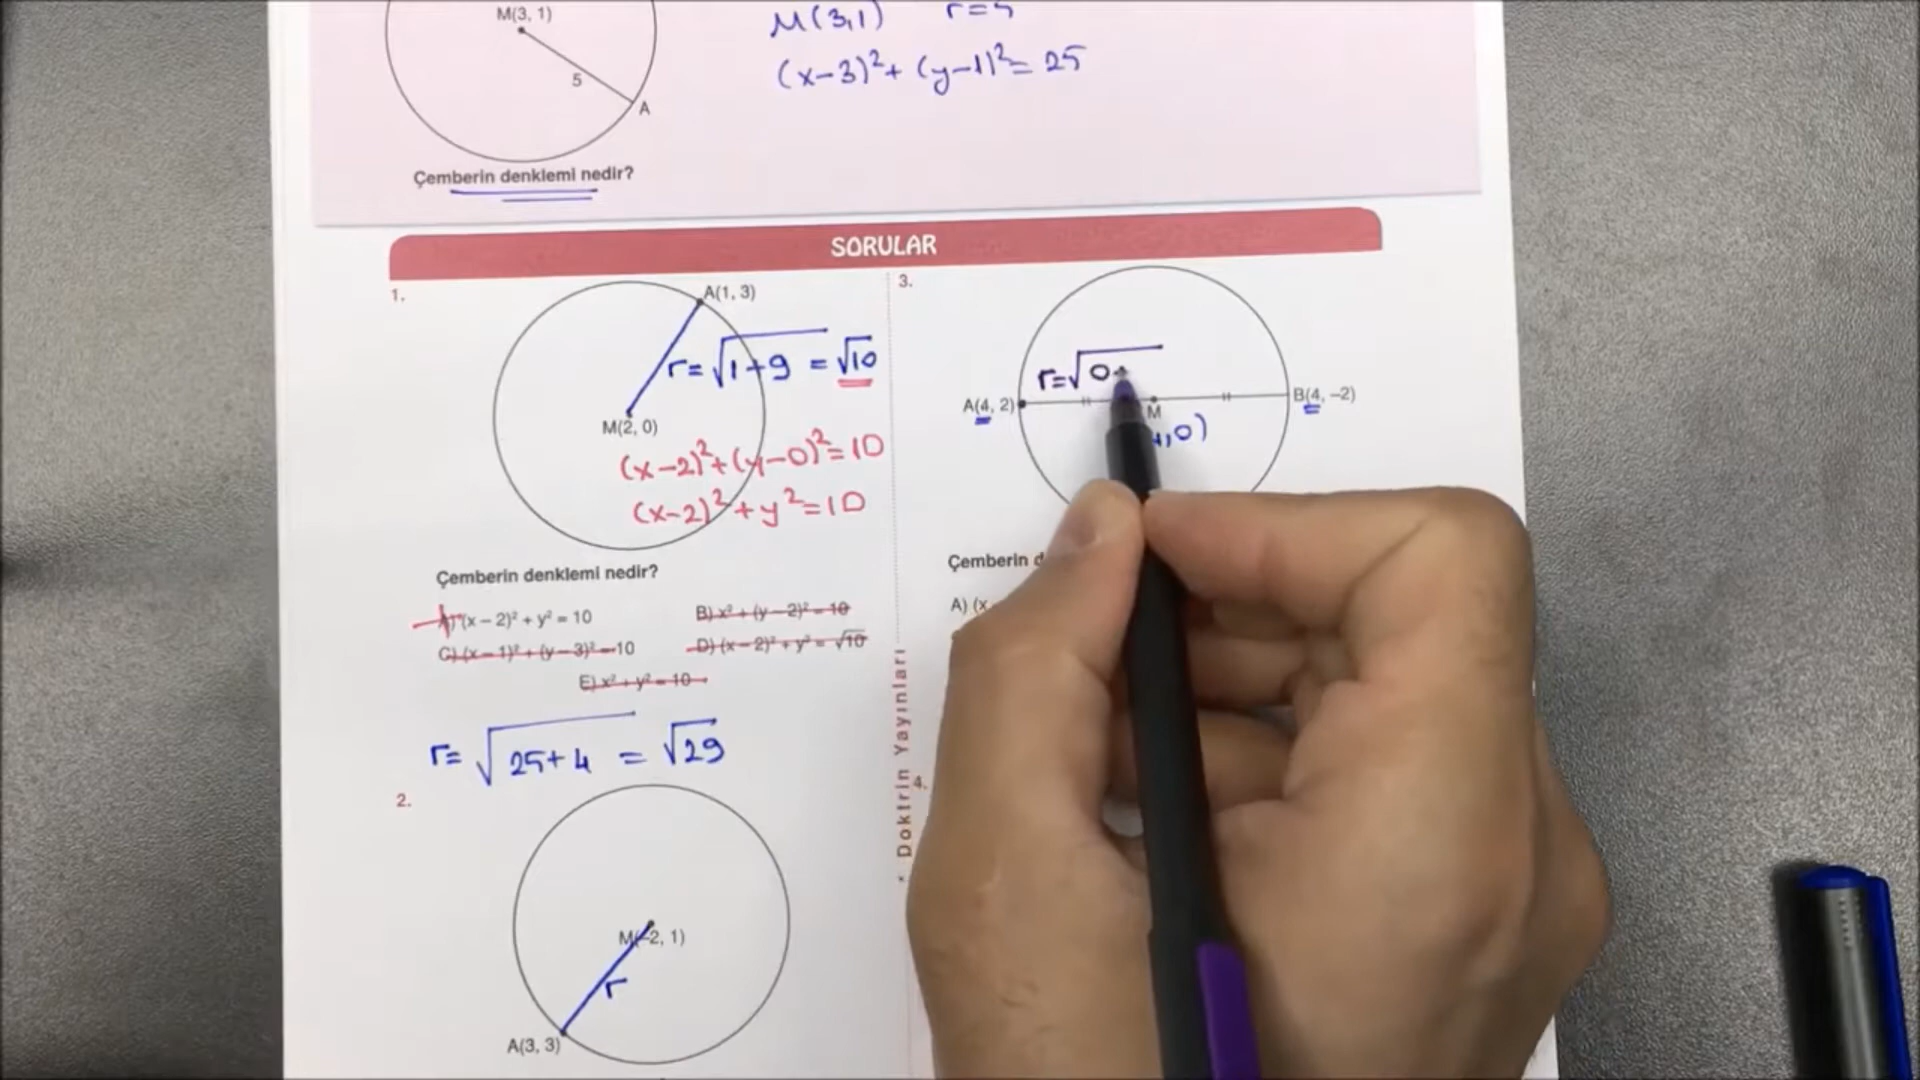 M(3, 1)
5
A
M(3,1)
(x-3)²+(y-1)²=25
Çemberin denklemi nedir?
SORULAR
1.
A(1, 3)
r=√1+9 = √10
M(2, 0)
(x-2)²+(y-0)²=10
(x-2)²+y²=10
Çemberin denklemi nedir?
A) (x – 2)² + y² = 10
B) x² + (y – 2)² = 10
C) (x – 1)² + (y – 3)² = 10
D) (x – 2)² + y² = √10
E) x² + y² = 10
r= √25+4 = √29
2.
M(–2, 1)
r
A(3, 3)
3.
r=√0+
A(4, 2)
M
B(4, –2)
,0)
Çemberin
A) (x
4.
Doktrin Yayınları